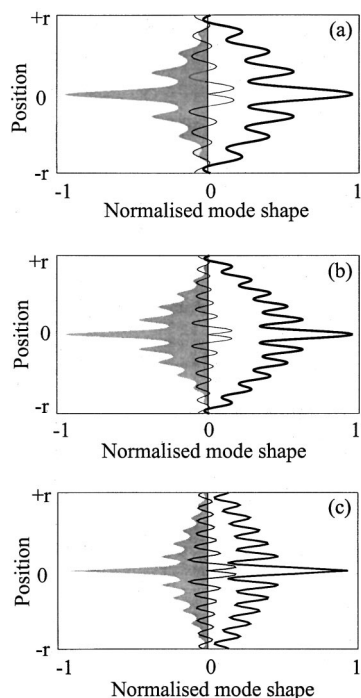 (a)
+r
Position
0
-r
-1 0 1
Normalised mode shape
(b)
+r
Position
0
-r
-1 0 1
Normalised mode shape
(c)
+r
Position
0
-r
-1 0 1
Normalised mode shape